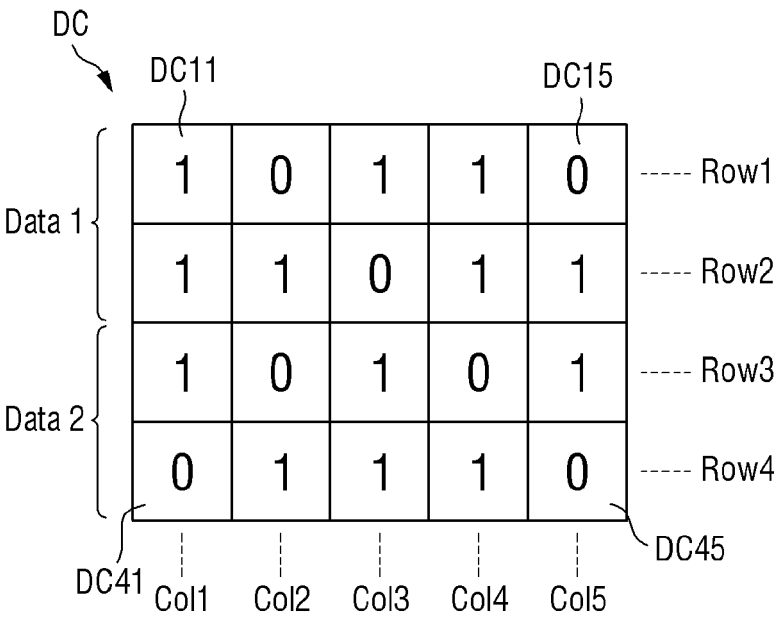 DC
DC11
DC15
1 0 1 1 0
Row1
Data 1
1 1 0 1 1
Row2
1 0 1 0 1
Row3
Data 2
0 1 1 1 0
Row4
DC41
DC45
Col1 Col2 Col3 Col4 Col5